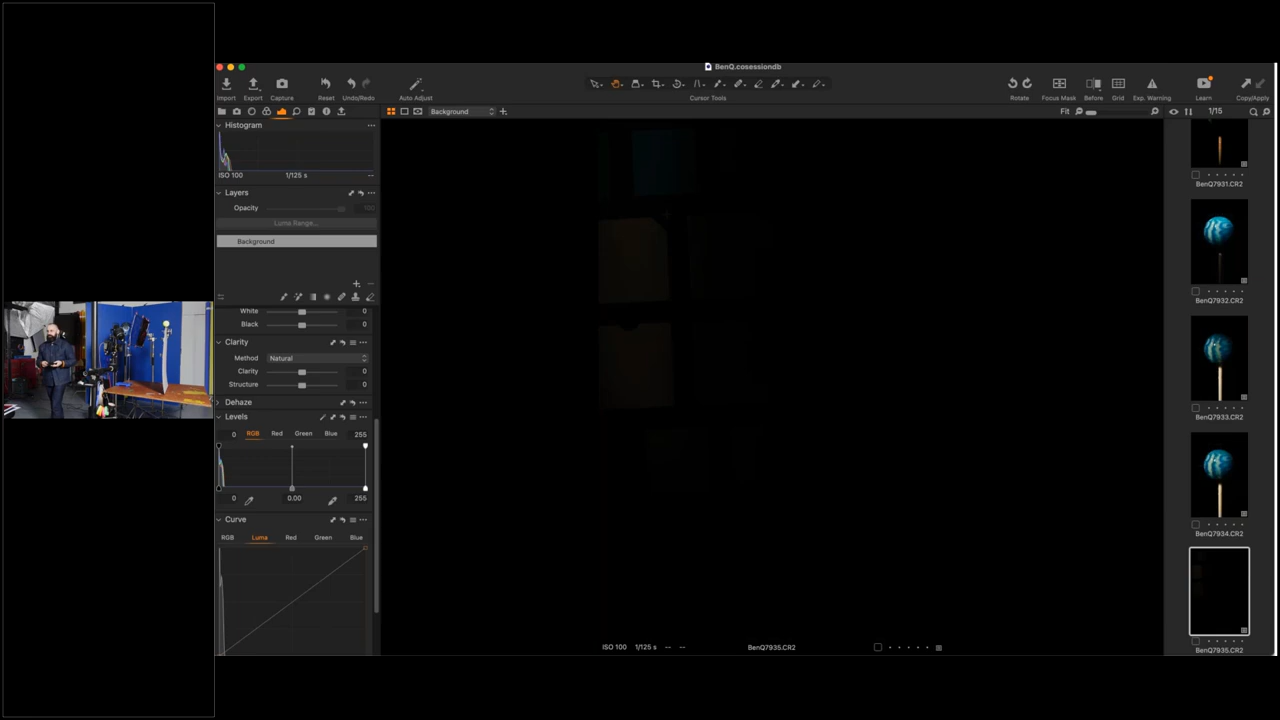 BenQ.cosessiondb
Import Export Capture Reset Undo/Redo Auto Adjust Cursor Tools Rotate Focus Mask Before Grid Exp. Warning Learn Copy/Apply
Background Fit 1/15
Histogram
ISO 100 1/125 s --
Layers
Opacity 100
Luma Range...
Background
White 0
Black 0
Clarity
Method Natural
Clarity 0
Structure 0
Dehaze
Levels
0 RGB Red Green Blue 255
0 0.00 255
Curve
RGB Luma Red Green Blue
ISO 100 1/125 s -- -- BenQ7935.CR2
BenQ7931.CR2
BenQ7932.CR2
BenQ7933.CR2
BenQ7934.CR2
BenQ7935.CR2